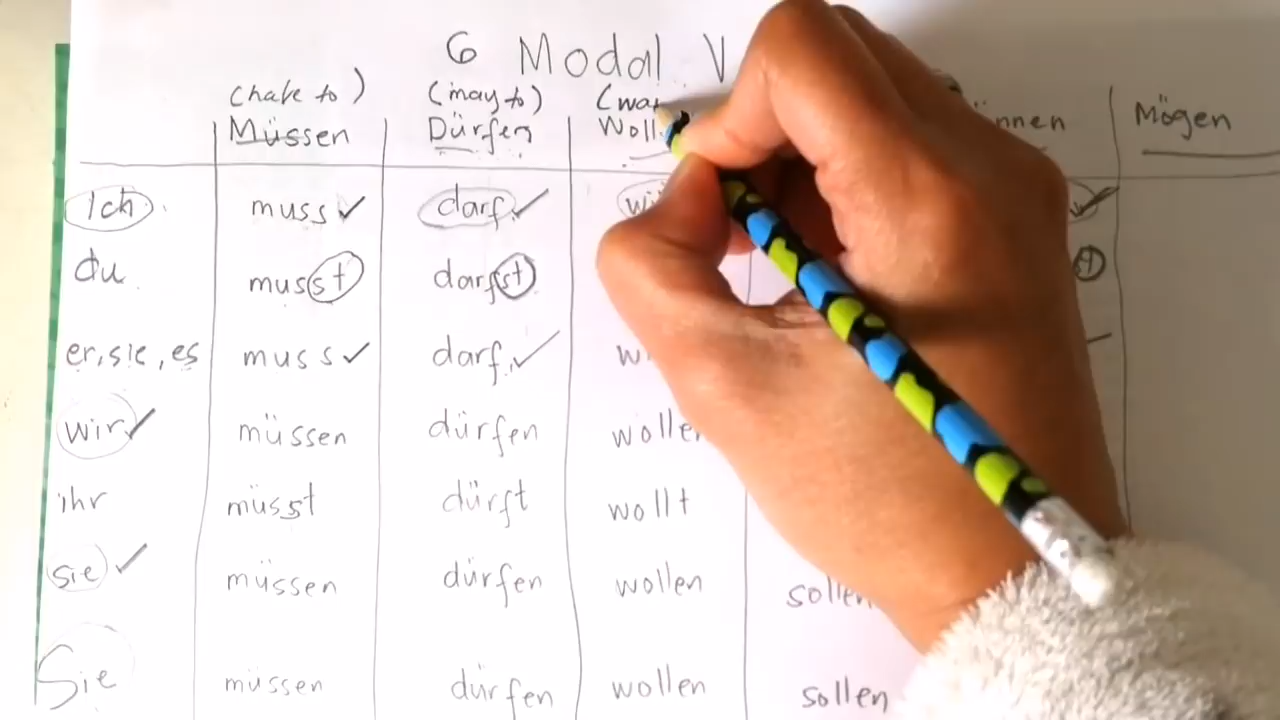 6 Modal V
(have to) (may to) (wan
Müssen Dürfen Woll nnen Mögen
Ich muss darf
du musst darfst st
er, sie, es muss darf
wir müssen dürfen wollen
ihr müsst dürft wollt
sie müssen dürfen wollen sollen
Sie müssen dürfen wollen sollen